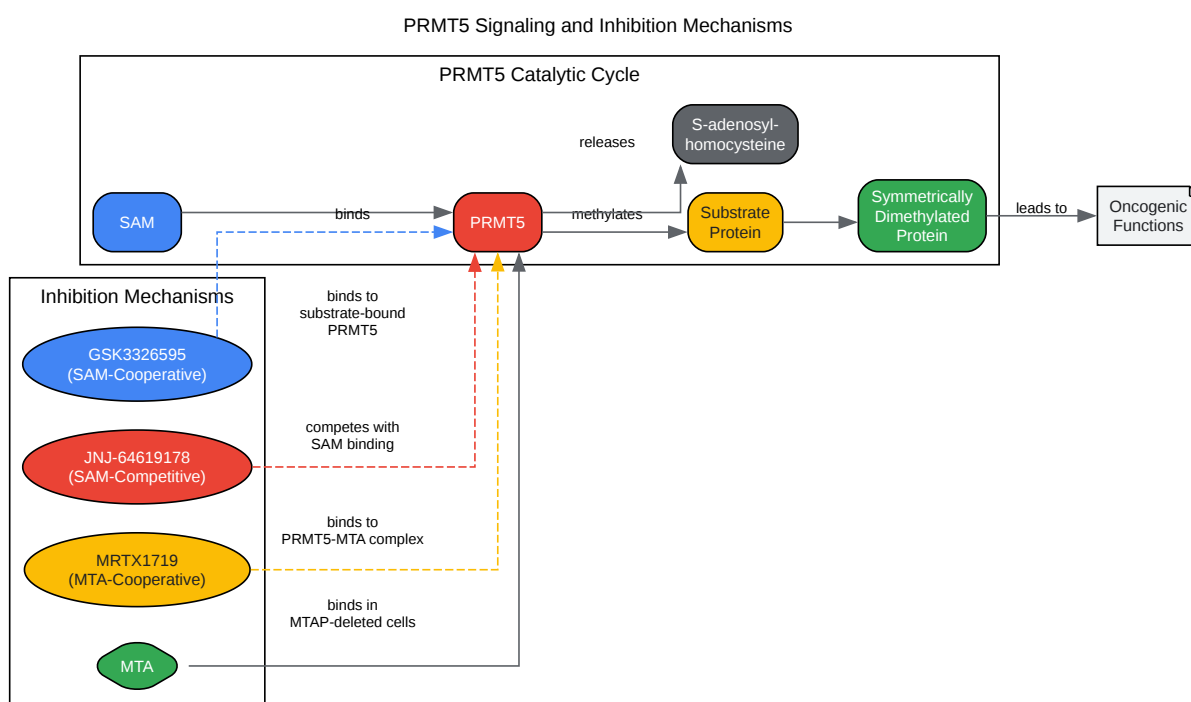 PRMT5 Signaling and Inhibition Mechanisms
PRMT5 Catalytic Cycle
S-adenosyl-
homocysteine
releases
SAM
binds
PRMT5
methylates
Substrate
Protein
Symmetrically
Dimethylated
Protein
leads to
Oncogenic
Functions
Inhibition Mechanisms
binds to
substrate-bound
PRMT5
GSK3326595
(SAM-Cooperative)
competes with
SAM binding
JNJ-64619178
(SAM-Competitive)
binds to
PRMT5-MTA complex
MRTX1719
(MTA-Cooperative)
binds in
MTAP-deleted cells
MTA